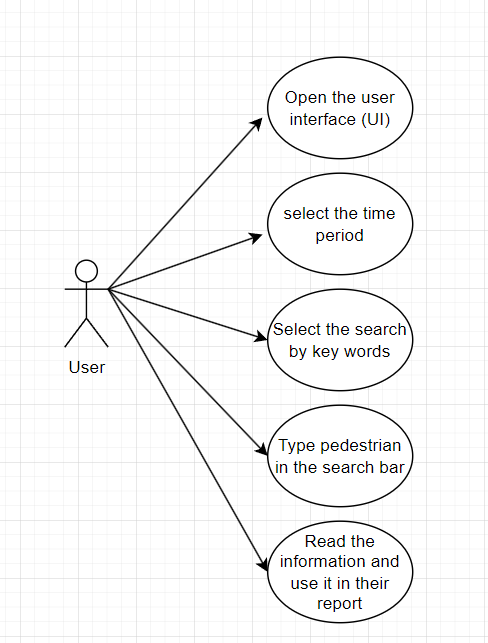 Open the user
interface (UI)
select the time
period
Select the search
by key words
User
Type pedestrian
in the search bar
Read the
information and
use it in their
report